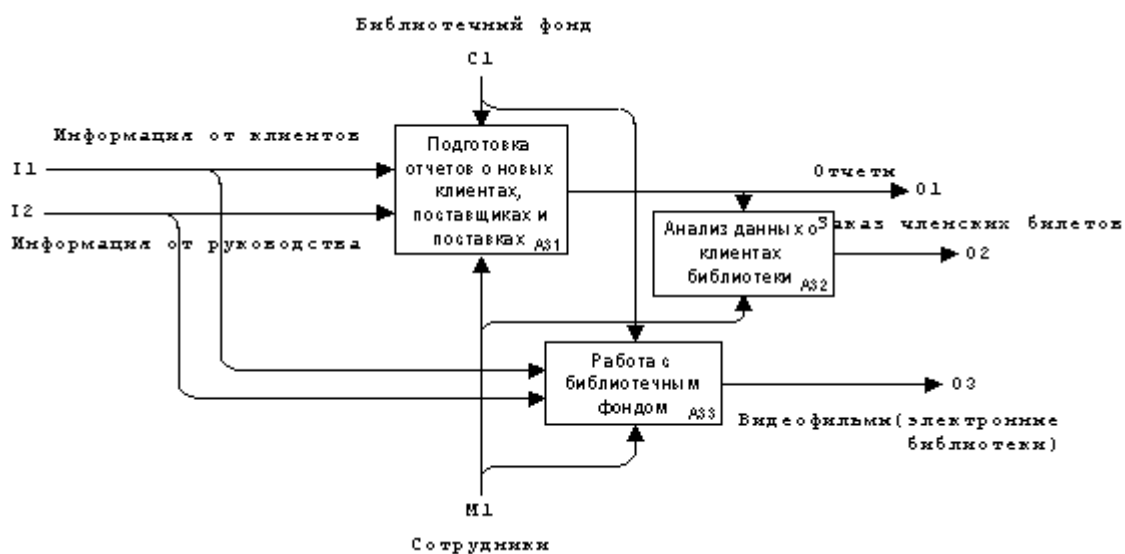 Библиотечный фонд
C1
Информация от клиентов
I1
I2
Информация от руководства
Подготовка
отчетов о новых
клиентах,
поставщиках и
поставках
A31
Отчеты
O1
Заказ членских билетов
Анализ данных о
клиентах
библиотеки
A32
O2
Работа с
библиотечным
фондом
A33
O3
Видеофильмы(электронные
библиотеки)
M1
Сотрудники